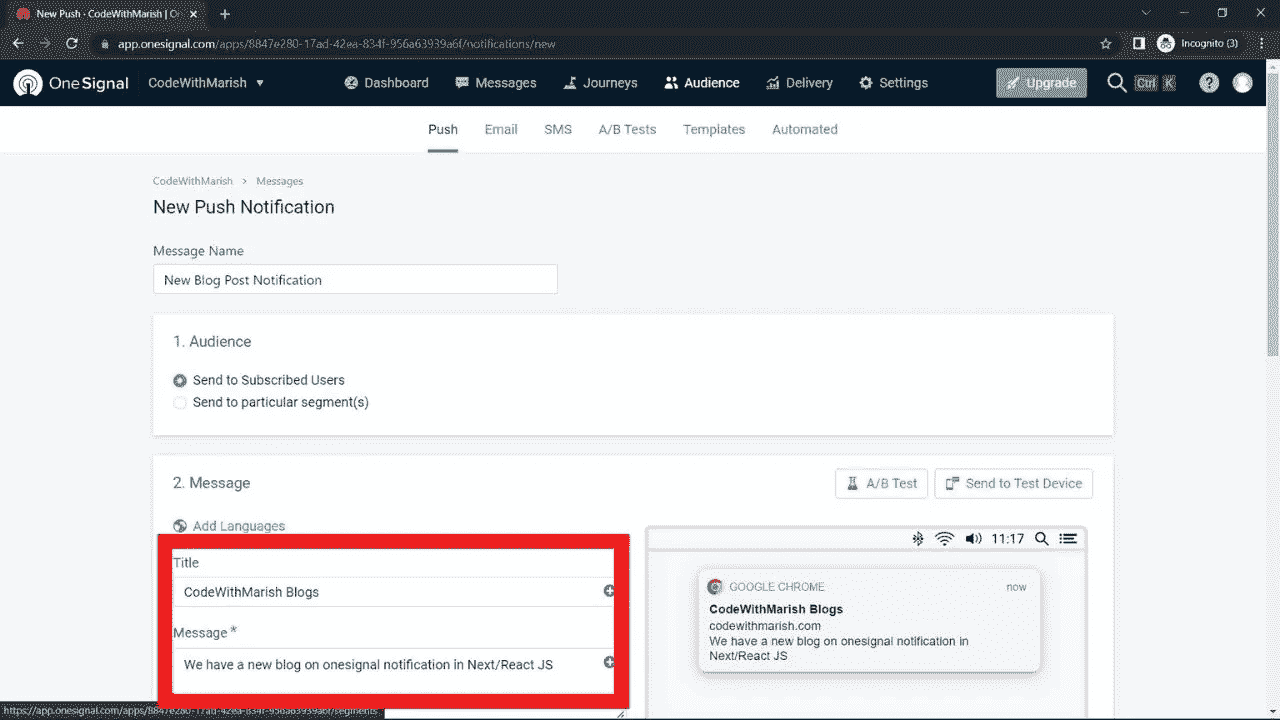 New Push - CodeWithMarish | O
app.onesignal.com/apps/8847e280-17ad-42ea-834f-956a63939a6f/notifications/new
Incognito (3)
OneSignal
CodeWithMarish
Dashboard
Messages
Journeys
Audience
Delivery
Settings
Upgrade
Ctrl K
Push
Email
SMS
A/B Tests
Templates
Automated
CodeWithMarish > Messages
New Push Notification
Message Name
New Blog Post Notification
1. Audience
Send to Subscribed Users
Send to particular segment(s)
2. Message
A/B Test
Send to Test Device
Add Languages
Title
CodeWithMarish Blogs
Message *
We have a new blog on onesignal notification in Next/React JS
11:17
GOOGLE CHROME
now
CodeWithMarish Blogs
codewithmarish.com
We have a new blog on onesignal notification in
Next/React JS
https://app.onesignal.com/apps/8847e280-17ad-42ea-834f-956a63939a6f/segments